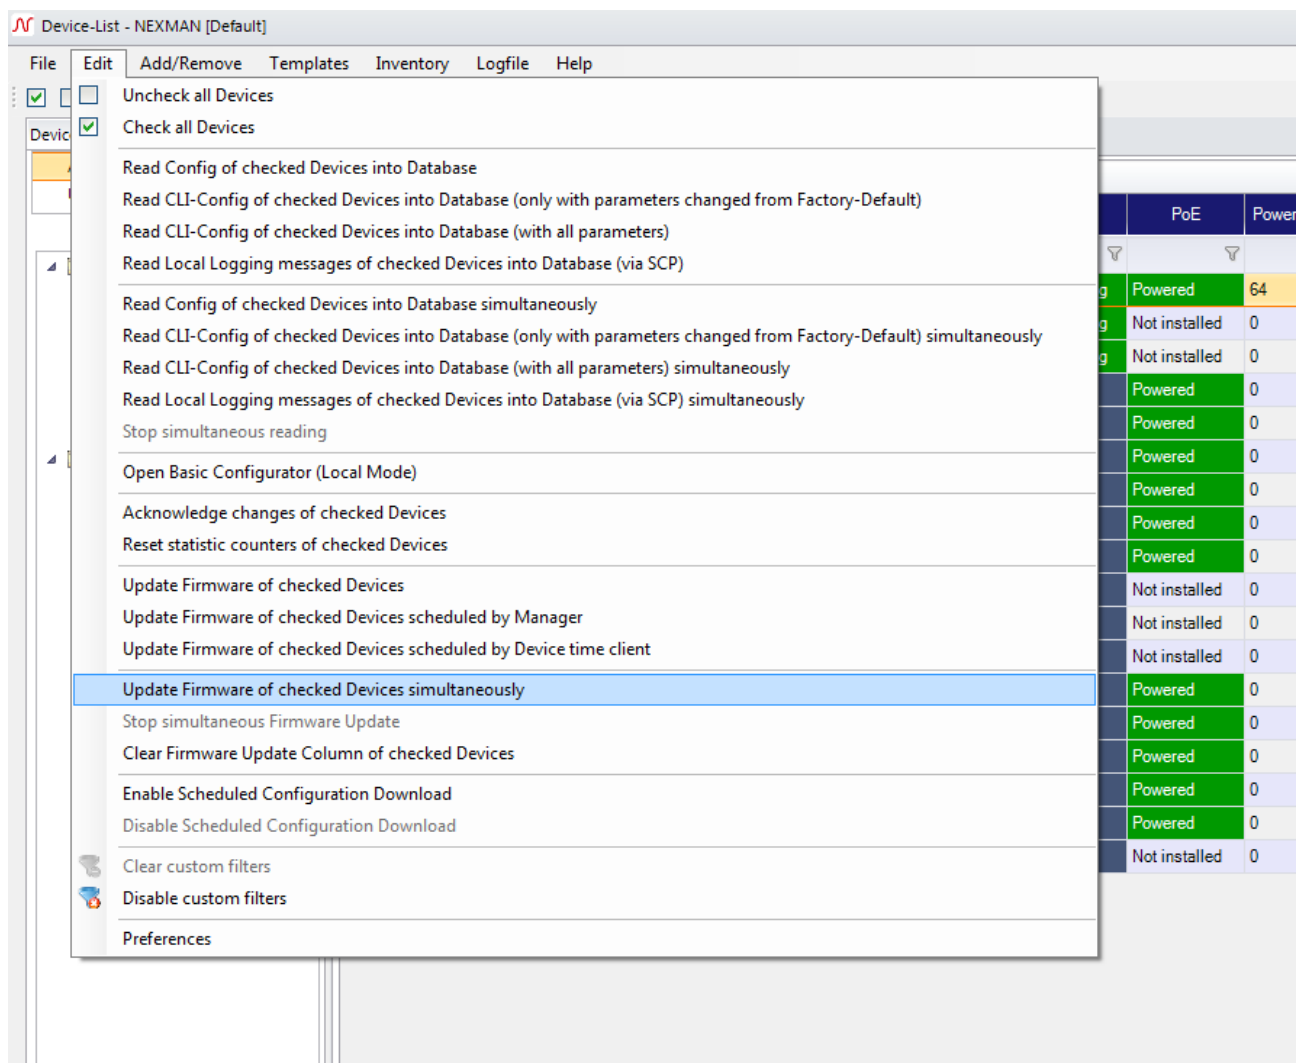 Device-List - NEXMAN [Default]
File Edit Add/Remove Templates Inventory Logfile Help
Uncheck all Devices
Check all Devices
Read Config of checked Devices into Database
Read CLI-Config of checked Devices into Database (only with parameters changed from Factory-Default)
Read CLI-Config of checked Devices into Database (with all parameters)
Read Local Logging messages of checked Devices into Database (via SCP)
Read Config of checked Devices into Database simultaneously
Read CLI-Config of checked Devices into Database (only with parameters changed from Factory-Default) simultaneously
Read CLI-Config of checked Devices into Database (with all parameters) simultaneously
Read Local Logging messages of checked Devices into Database (via SCP) simultaneously
Stop simultaneous reading
Open Basic Configurator (Local Mode)
Acknowledge changes of checked Devices
Reset statistic counters of checked Devices
Update Firmware of checked Devices
Update Firmware of checked Devices scheduled by Manager
Update Firmware of checked Devices scheduled by Device time client
Update Firmware of checked Devices simultaneously
Stop simultaneous Firmware Update
Clear Firmware Update Column of checked Devices
Enable Scheduled Configuration Download
Disable Scheduled Configuration Download
Clear custom filters
Disable custom filters
Preferences
Devic
PoE Power
g Powered 64
g Not installed 0
g Not installed 0
Powered 0
Powered 0
Powered 0
Powered 0
Powered 0
Powered 0
Not installed 0
Not installed 0
Not installed 0
Powered 0
Powered 0
Powered 0
Powered 0
Powered 0
Not installed 0